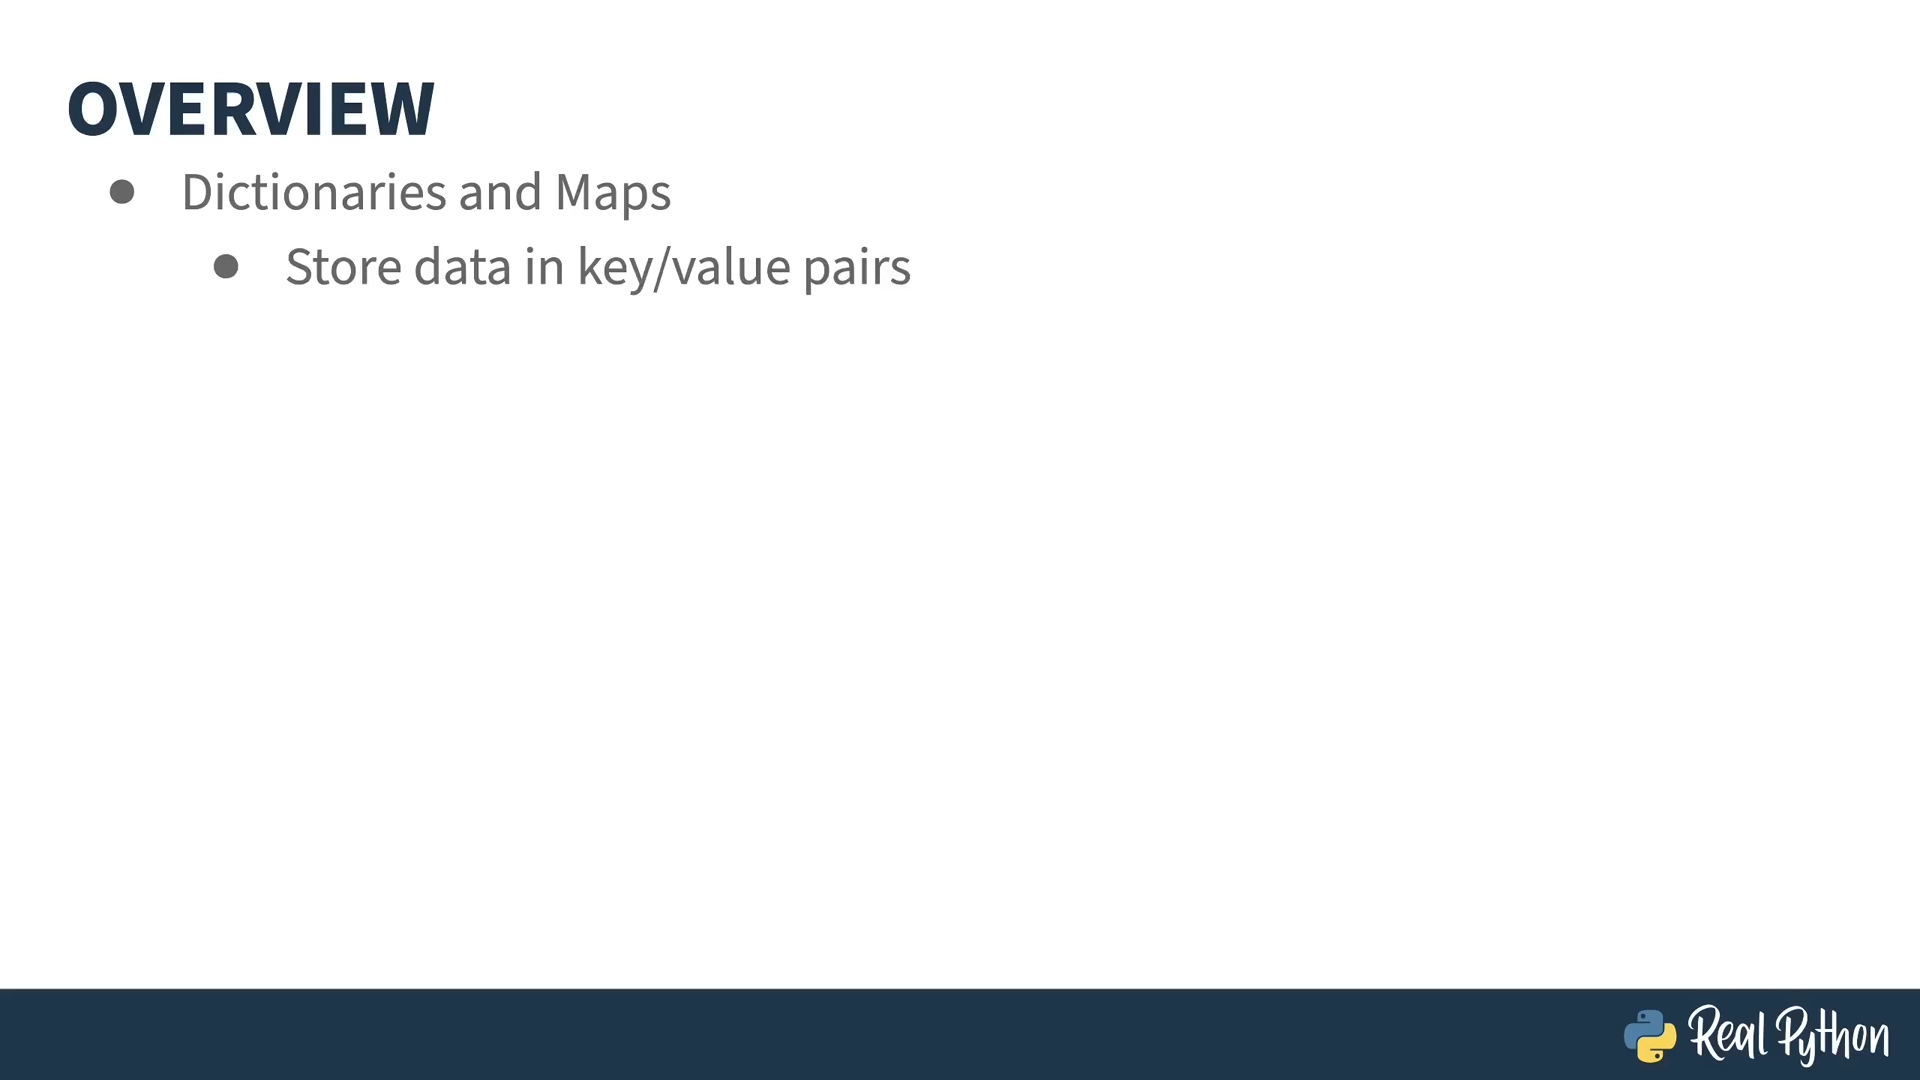 OVERVIEW
● Dictionaries and Maps
● Store data in key/value pairs
Real Python